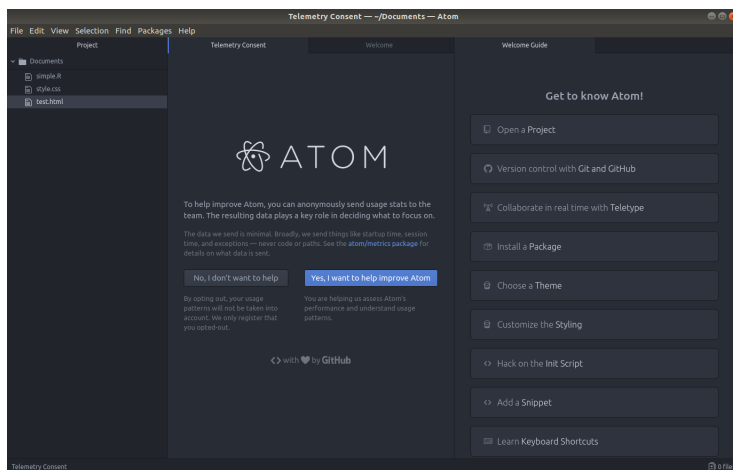 Telemetry Consent — ~/Documents — Atom
File Edit View Selection Find Packages Help
Project
Telemetry Consent
Welcome
Welcome Guide
Documents
simple.R
style.css
test.html
ATOM
To help improve Atom, you can anonymously send usage stats to the
team. The resulting data plays a key role in deciding what to focus on.
The data we send is minimal. Broadly, we send things like startup time, session
time, and exceptions — never code or paths. See the atom/metrics package for
details on what data is sent.
No, I don't want to help
Yes, I want to help improve Atom
By opting out, your usage
patterns will not be taken into
account. We only register that
you opted-out.
You are helping us assess Atom's
performance and understand usage
patterns.
<> with by GitHub
Get to know Atom!
Open a Project
Version control with Git and GitHub
Collaborate in real time with Teletype
Install a Package
Choose a Theme
Customize the Styling
Hack on the Init Script
Add a Snippet
Learn Keyboard Shortcuts
Telemetry Consent
0 file